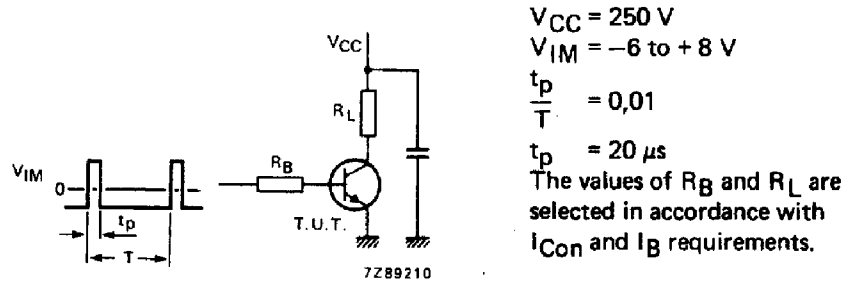 VCC
RL
VIM
0
RB
tp
T
T.U.T.
7Z89210
VCC = 250 V
VIM = −6 to + 8 V
tp
T = 0,01
tp = 20 μs
The values of RB and RL are
selected in accordance with
ICon and IB requirements.